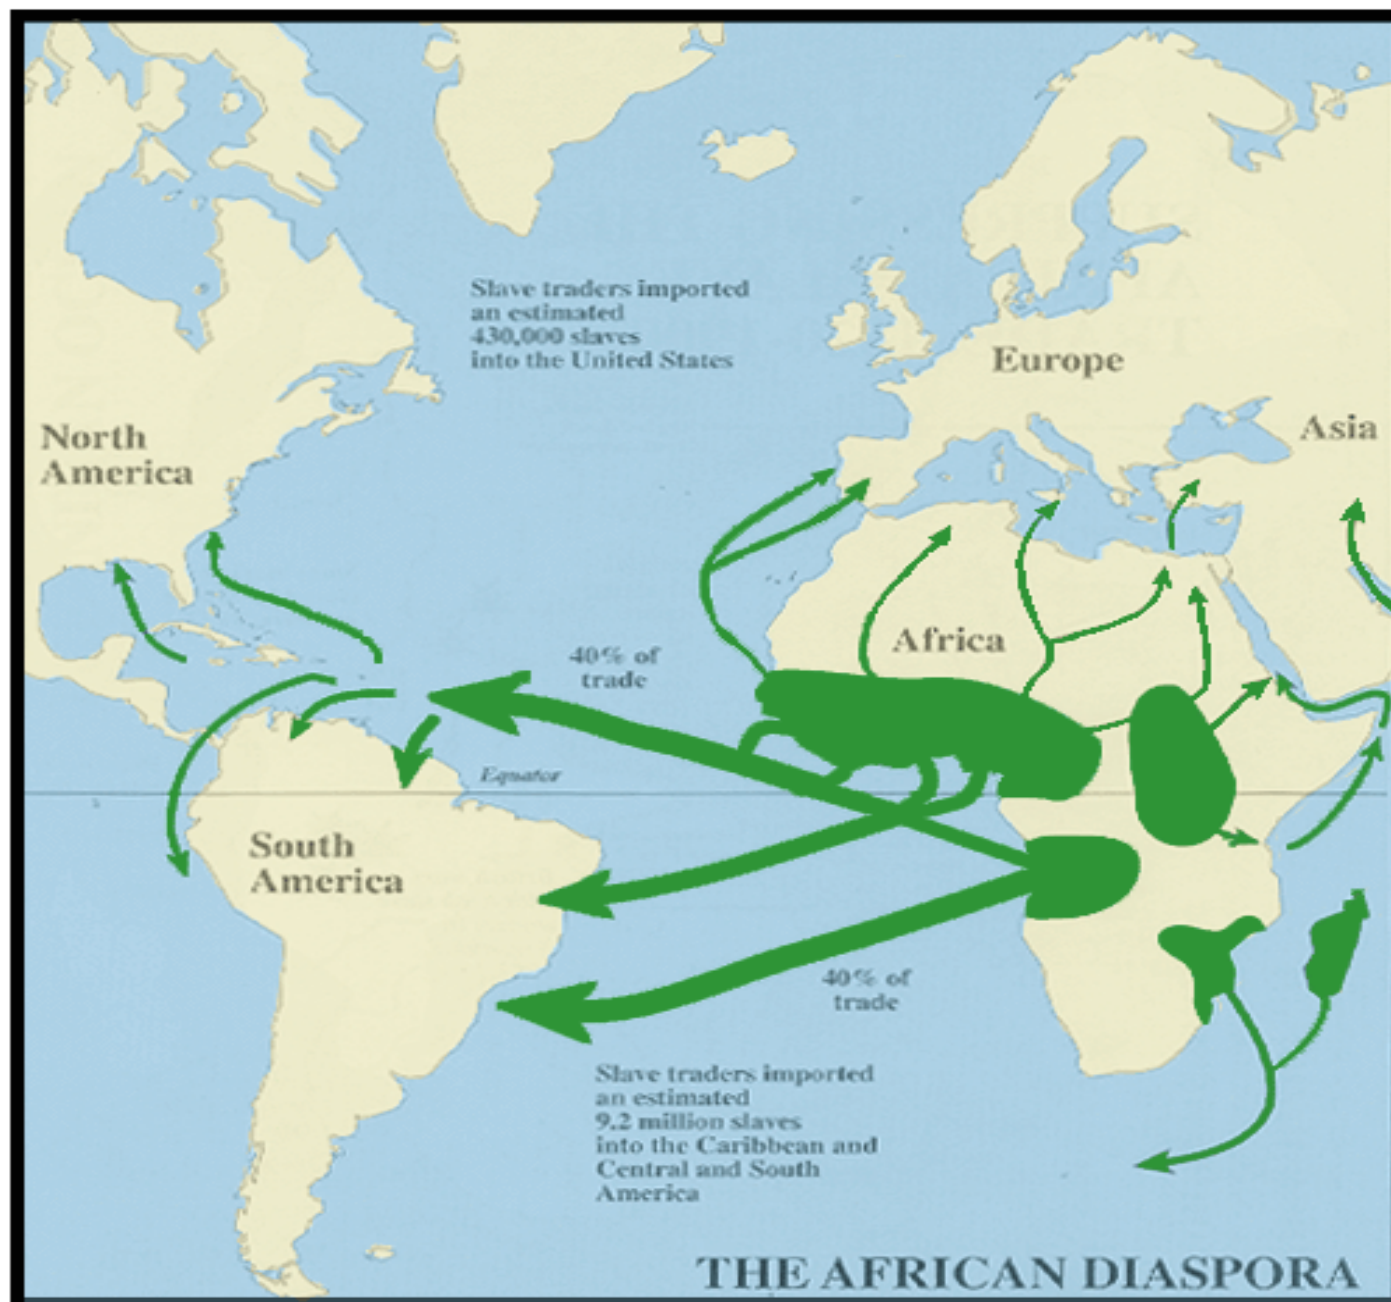 Slave traders imported
an estimated
430,000 slaves
into the United States
Europe
North
America
Asia
40% of
trade
Africa
Equator
South
America
40% of
trade
Slave traders imported
an estimated
9.2 million slaves
into the Caribbean and
Central and South
America
THE AFRICAN DIASPORA